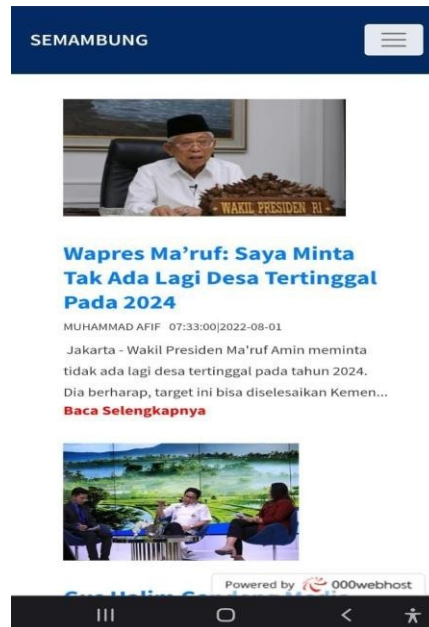 SEMAMBUNG
WAKIL PRESIDEN RI
Wapres Ma’ruf: Saya Minta
Tak Ada Lagi Desa Tertinggal
Pada 2024
MUHAMMAD AFIF 07:33:00|2022-08-01
Jakarta - Wakil Presiden Ma'ruf Amin meminta
tidak ada lagi desa tertinggal pada tahun 2024.
Dia berharap, target ini bisa diselesaikan Kemen...
Baca Selengkapnya
Powered by 000webhost